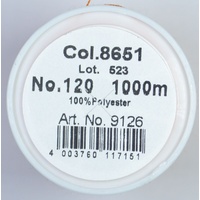 Col.8651
Lot. 523
No.120 1000m
100%Polyester
Art. No. 9126
4 003760 117151